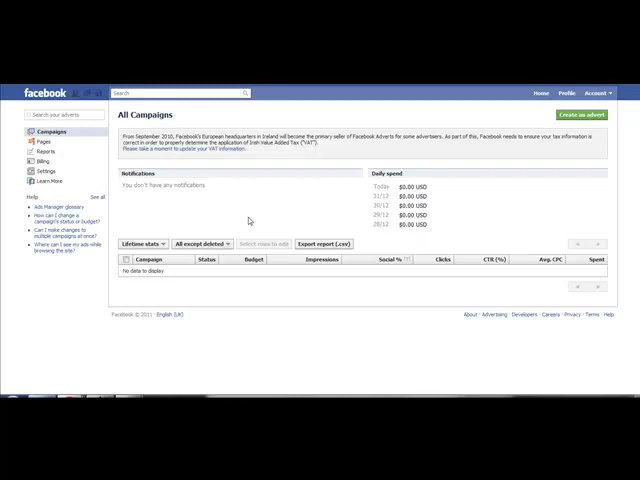 facebook
Search
Home Profile Account
Search your adverts
Campaigns
Pages
Reports
Billing
Settings
Learn More
Help See all
Ads Manager glossary
How can I change a
campaign's status or budget?
Can I make changes to
multiple campaigns at once?
Where can I see my ads while
browsing the site?
All Campaigns
Create an advert
From September 2010, Facebook's European headquarters in Ireland will become the primary seller of Facebook Adverts for some advertisers. As part of this, Facebook needs to ensure your tax information is
correct in order to properly determine the application of Irish Value Added Tax ("VAT").
Please take a moment to update your VAT information.
Notifications
You don't have any notifications
Daily spend
Today $0.00 USD
31/12 $0.00 USD
30/12 $0.00 USD
29/12 $0.00 USD
28/12 $0.00 USD
Lifetime stats All except deleted Select rows to edit Export report (.csv)
Campaign Status Budget Impressions Social % [?] Clicks CTR (%) Avg. CPC Spent
No data to display
Facebook © 2011 · English (UK)
About · Advertising · Developers · Careers · Privacy · Terms · Help